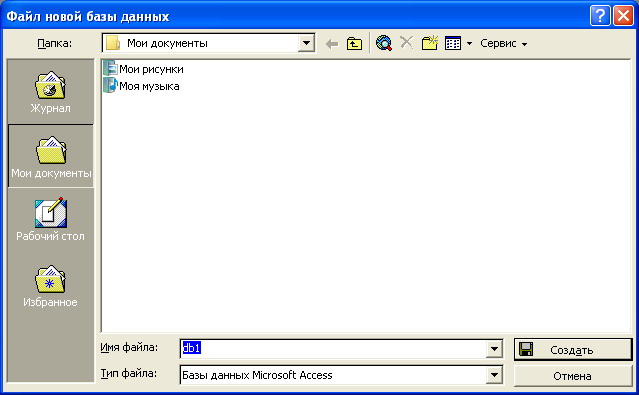 Файл новой базы данных
Папка: Мои документы Сервис
Мои рисунки
Моя музыка
Журнал
Мои документы
Рабочий стол
Избранное
Имя файла: db1 Создать
Тип файла: Базы данных Microsoft Access Отмена